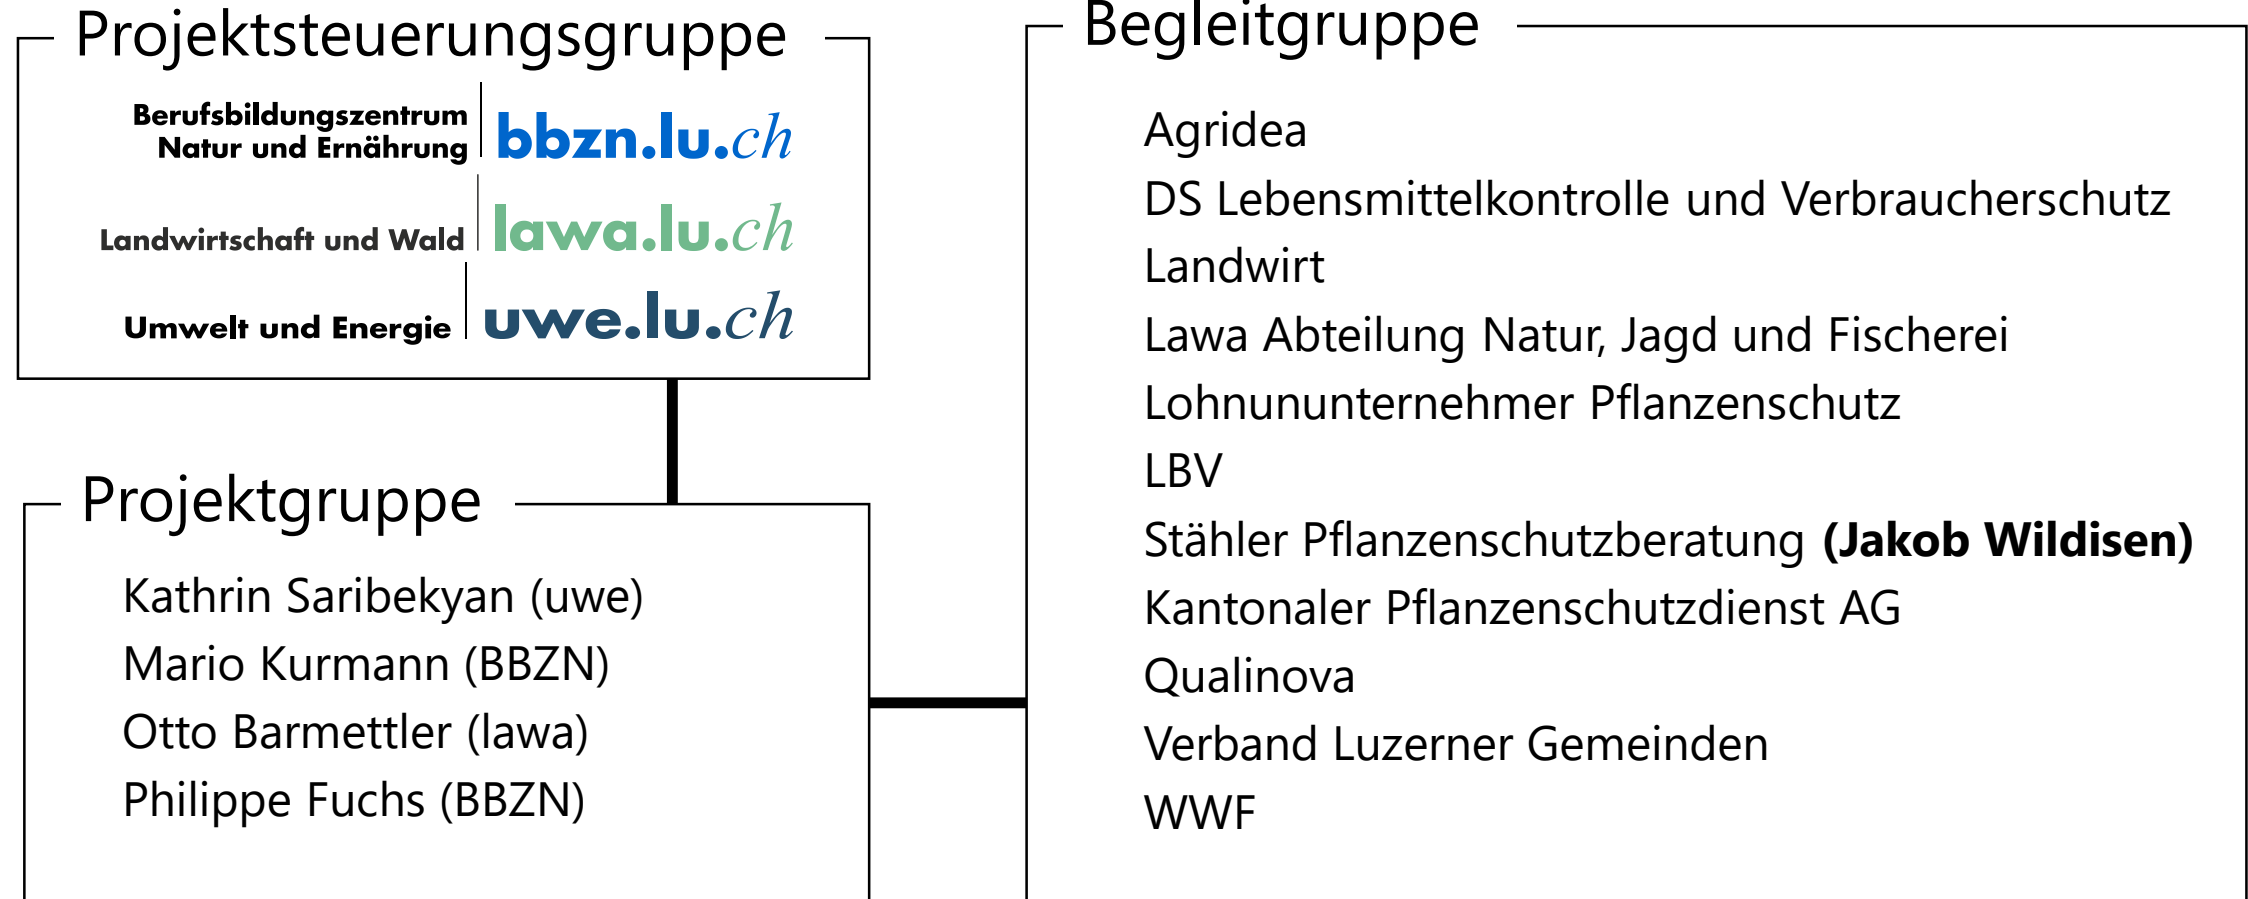 Projektsteuerungsgruppe
Berufsbildungszentrum
Natur und Ernährung
bbzn.lu.ch
Landwirtschaft und Wald
lawa.lu.ch
Umwelt und Energie
uwe.lu.ch
Projektgruppe
Kathrin Saribekyan (uwe)
Mario Kurmann (BBZN)
Otto Barmettler (lawa)
Philippe Fuchs (BBZN)
Begleitgruppe
Agridea
DS Lebensmittelkontrolle und Verbraucherschutz
Landwirt
Lawa Abteilung Natur, Jagd und Fischerei
Lohnununternehmer Pflanzenschutz
LBV
Stähler Pflanzenschutzberatung (Jakob Wildisen)
Kantonaler Pflanzenschutzdienst AG
Qualinova
Verband Luzerner Gemeinden
WWF